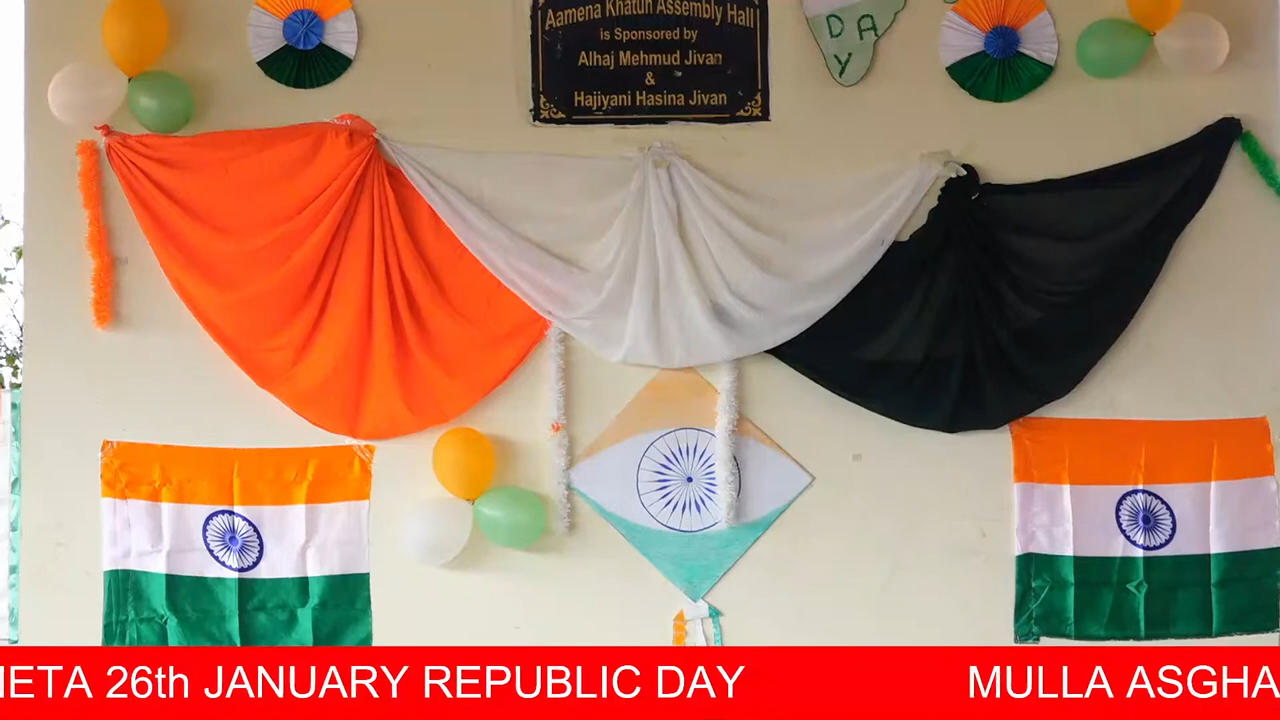 Aamena Khatun Assembly Hall
is Sponsored by
Alhaj Mehmud Jivan
&
Hajiyani Hasina Jivan
DAY
IETA 26th JANUARY REPUBLIC DAY
MULLA ASGHA